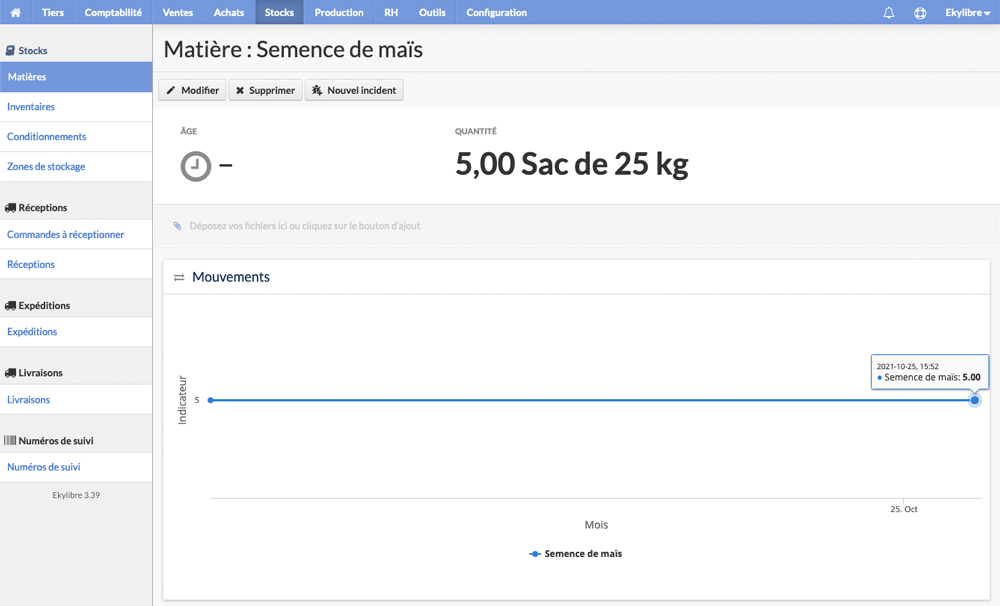 Tiers Comptabilité Ventes Achats Stocks Production RH Outils Configuration Ekylibre
Stocks
Matières
Inventaires
Conditionnements
Zones de stockage
Réceptions
Commandes à réceptionner
Réceptions
Expéditions
Expéditions
Livraisons
Livraisons
Numéros de suivi
Numéros de suivi
Ekylibre 3.39
Matière : Semence de maïs
Modifier Supprimer Nouvel incident
ÂGE
–
QUANTITÉ
5,00 Sac de 25 kg
Déposez vos fichiers ici ou cliquez sur le bouton d'ajout
Mouvements
2021-10-25, 15:52
Semence de maïs: 5.00
Indicateur
5
25. Oct
Mois
Semence de maïs